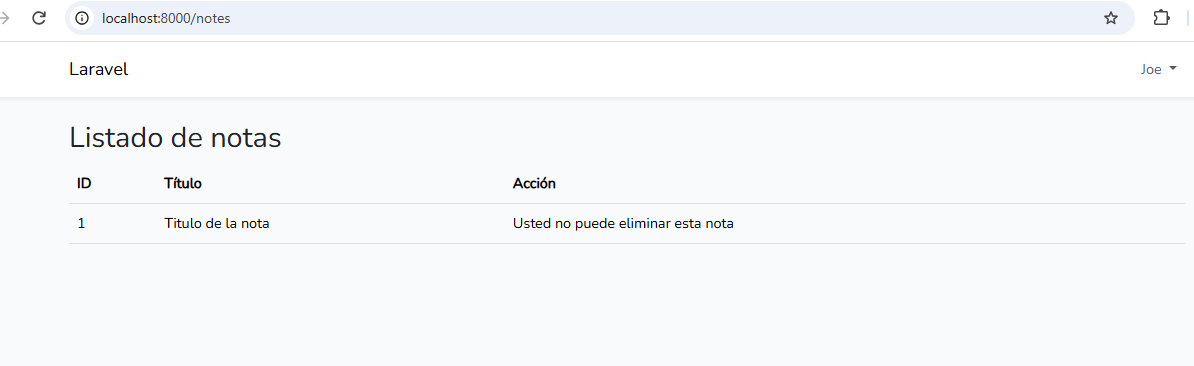 localhost:8000/notes
Laravel
Joe
Listado de notas
ID Título Acción
1 Titulo de la nota Usted no puede eliminar esta nota